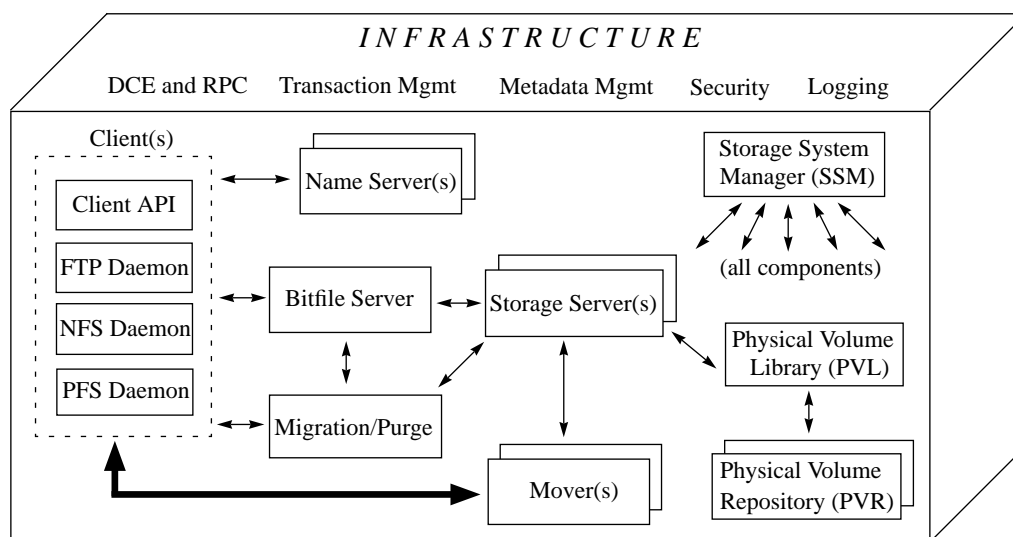 INFRASTRUCTURE
DCE and RPC Transaction Mgmt Metadata Mgmt Security Logging
Client(s)
Client API
FTP Daemon
NFS Daemon
PFS Daemon
Name Server(s)
Bitfile Server
Migration/Purge
Storage Server(s)
Mover(s)
Storage System
Manager (SSM)
(all components)
Physical Volume
Library (PVL)
Physical Volume
Repository (PVR)